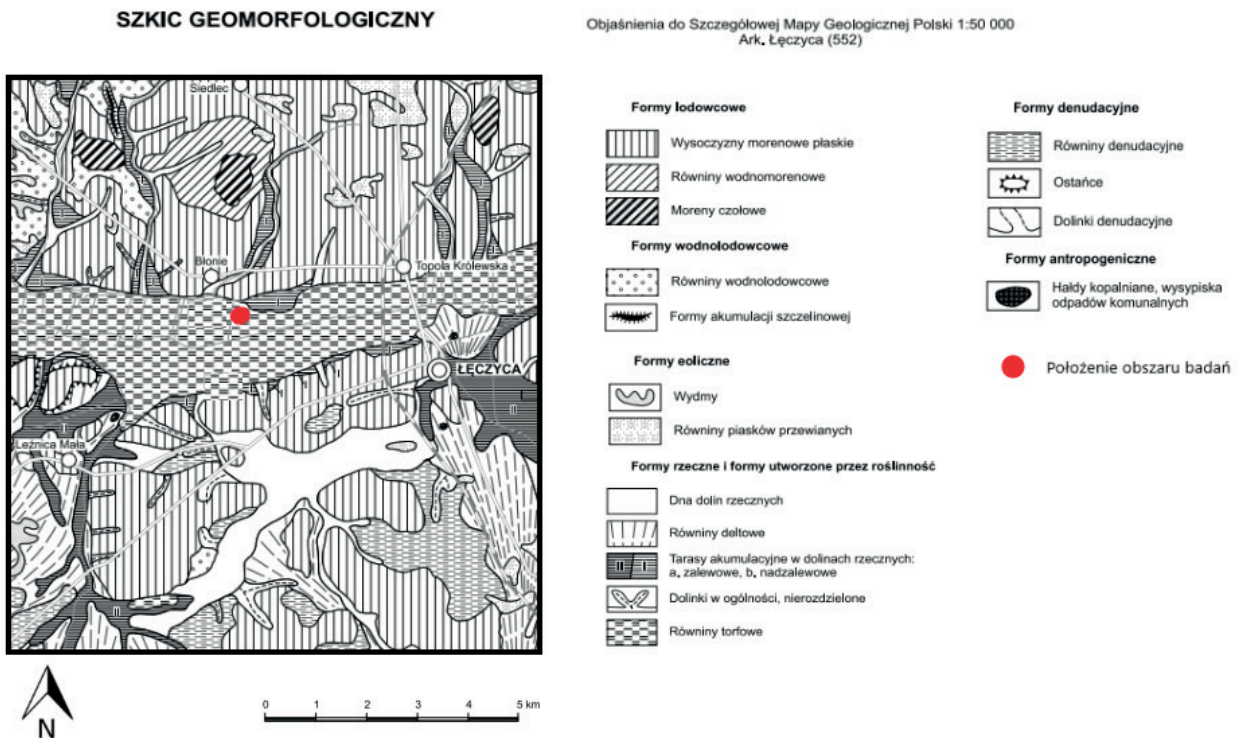 SZKIC GEOMORFOLOGICZNY
Objaśnienia do Szczegółowej Mapy Geologicznej Polski 1:50 000
Ark. Łęczyca (552)
Siedlec
Błonie
Topola Królewska
ŁĘCZYCA
Leźnica Mała
I
I
I
I
I
I
I
II
II
N
0 1 2 3 4 5 km
Formy lodowcowe
Wysoczyzny morenowe płaskie
Równiny wodnomorenowe
Moreny czołowe
Formy wodnolodowcowe
Równiny wodnolodowcowe
Formy akumulacji szczelinowej
Formy eoliczne
Wydmy
Równiny piasków przewianych
Formy rzeczne i formy utworzone przez roślinność
Dna dolin rzecznych
Równiny deltowe
II I
Tarasy akumulacyjne w dolinach rzecznych:
a. zalewowe, b. nadzalewowe
Dolinki w ogólności, nierozdzielone
Równiny torfowe
Formy denudacyjne
Równiny denudacyjne
Ostańce
Dolinki denudacyjne
Formy antropogeniczne
Hałdy kopalniane, wysypiska
odpadów komunalnych
Położenie obszaru badań